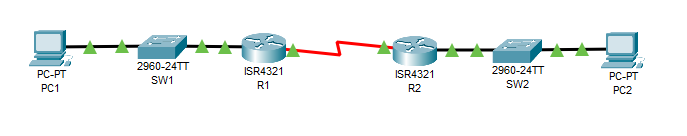 PC-PT
PC1
2960-24TT
SW1
ISR4321
R1
ISR4321
R2
2960-24TT
SW2
PC-PT
PC2